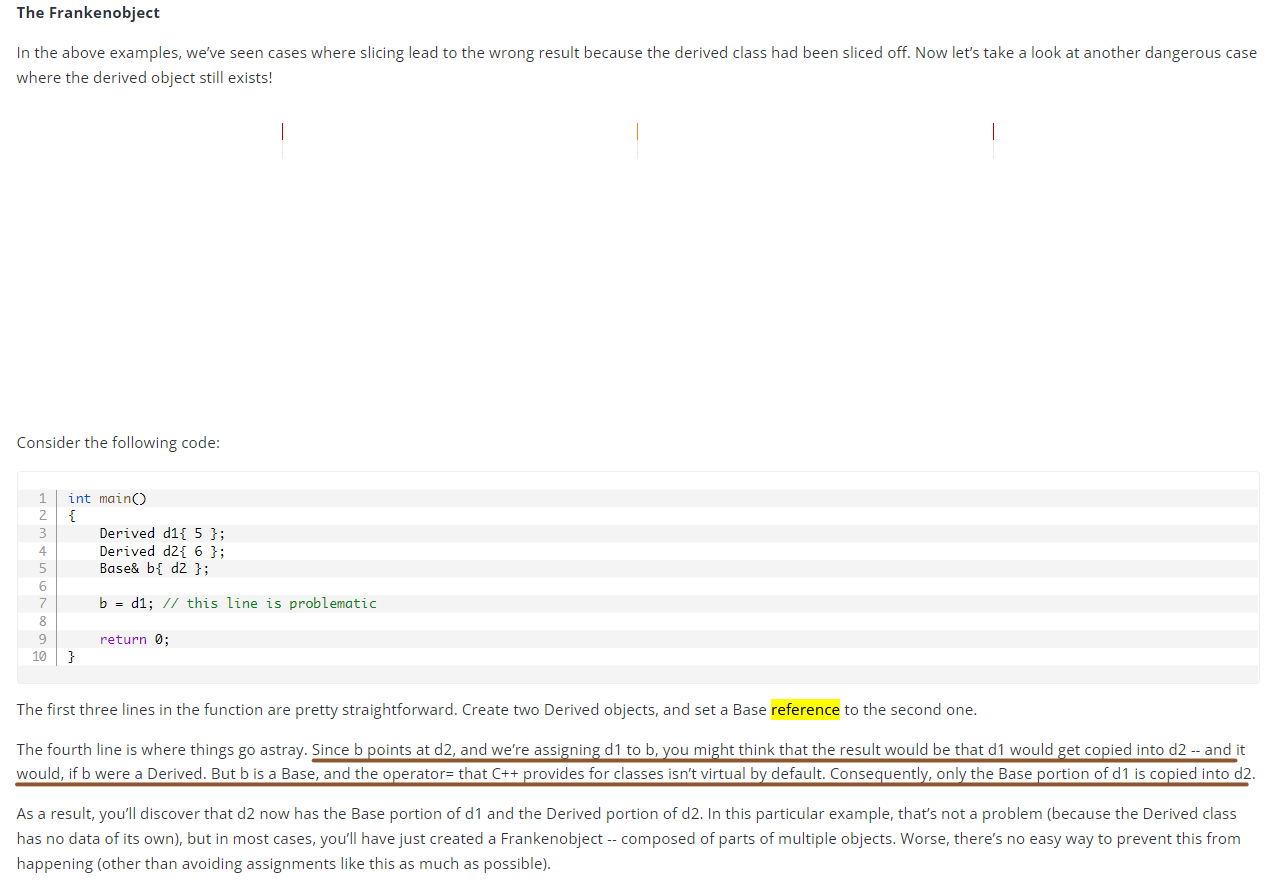 The Frankenobject
In the above examples, we’ve seen cases where slicing lead to the wrong result because the derived class had been sliced off. Now let’s take a look at another dangerous case
where the derived object still exists!
Consider the following code:
1 int main()
2 {
3     Derived d1{ 5 };
4     Derived d2{ 6 };
5     Base& b{ d2 };
6
7     b = d1; // this line is problematic
8
9     return 0;
10 }
The first three lines in the function are pretty straightforward. Create two Derived objects, and set a Base reference to the second one.
The fourth line is where things go astray. Since b points at d2, and we’re assigning d1 to b, you might think that the result would be that d1 would get copied into d2 -- and it
would, if b were a Derived. But b is a Base, and the operator= that C++ provides for classes isn’t virtual by default. Consequently, only the Base portion of d1 is copied into d2.
As a result, you’ll discover that d2 now has the Base portion of d1 and the Derived portion of d2. In this particular example, that’s not a problem (because the Derived class
has no data of its own), but in most cases, you’ll have just created a Frankenobject -- composed of parts of multiple objects. Worse, there’s no easy way to prevent this from
happening (other than avoiding assignments like this as much as possible).